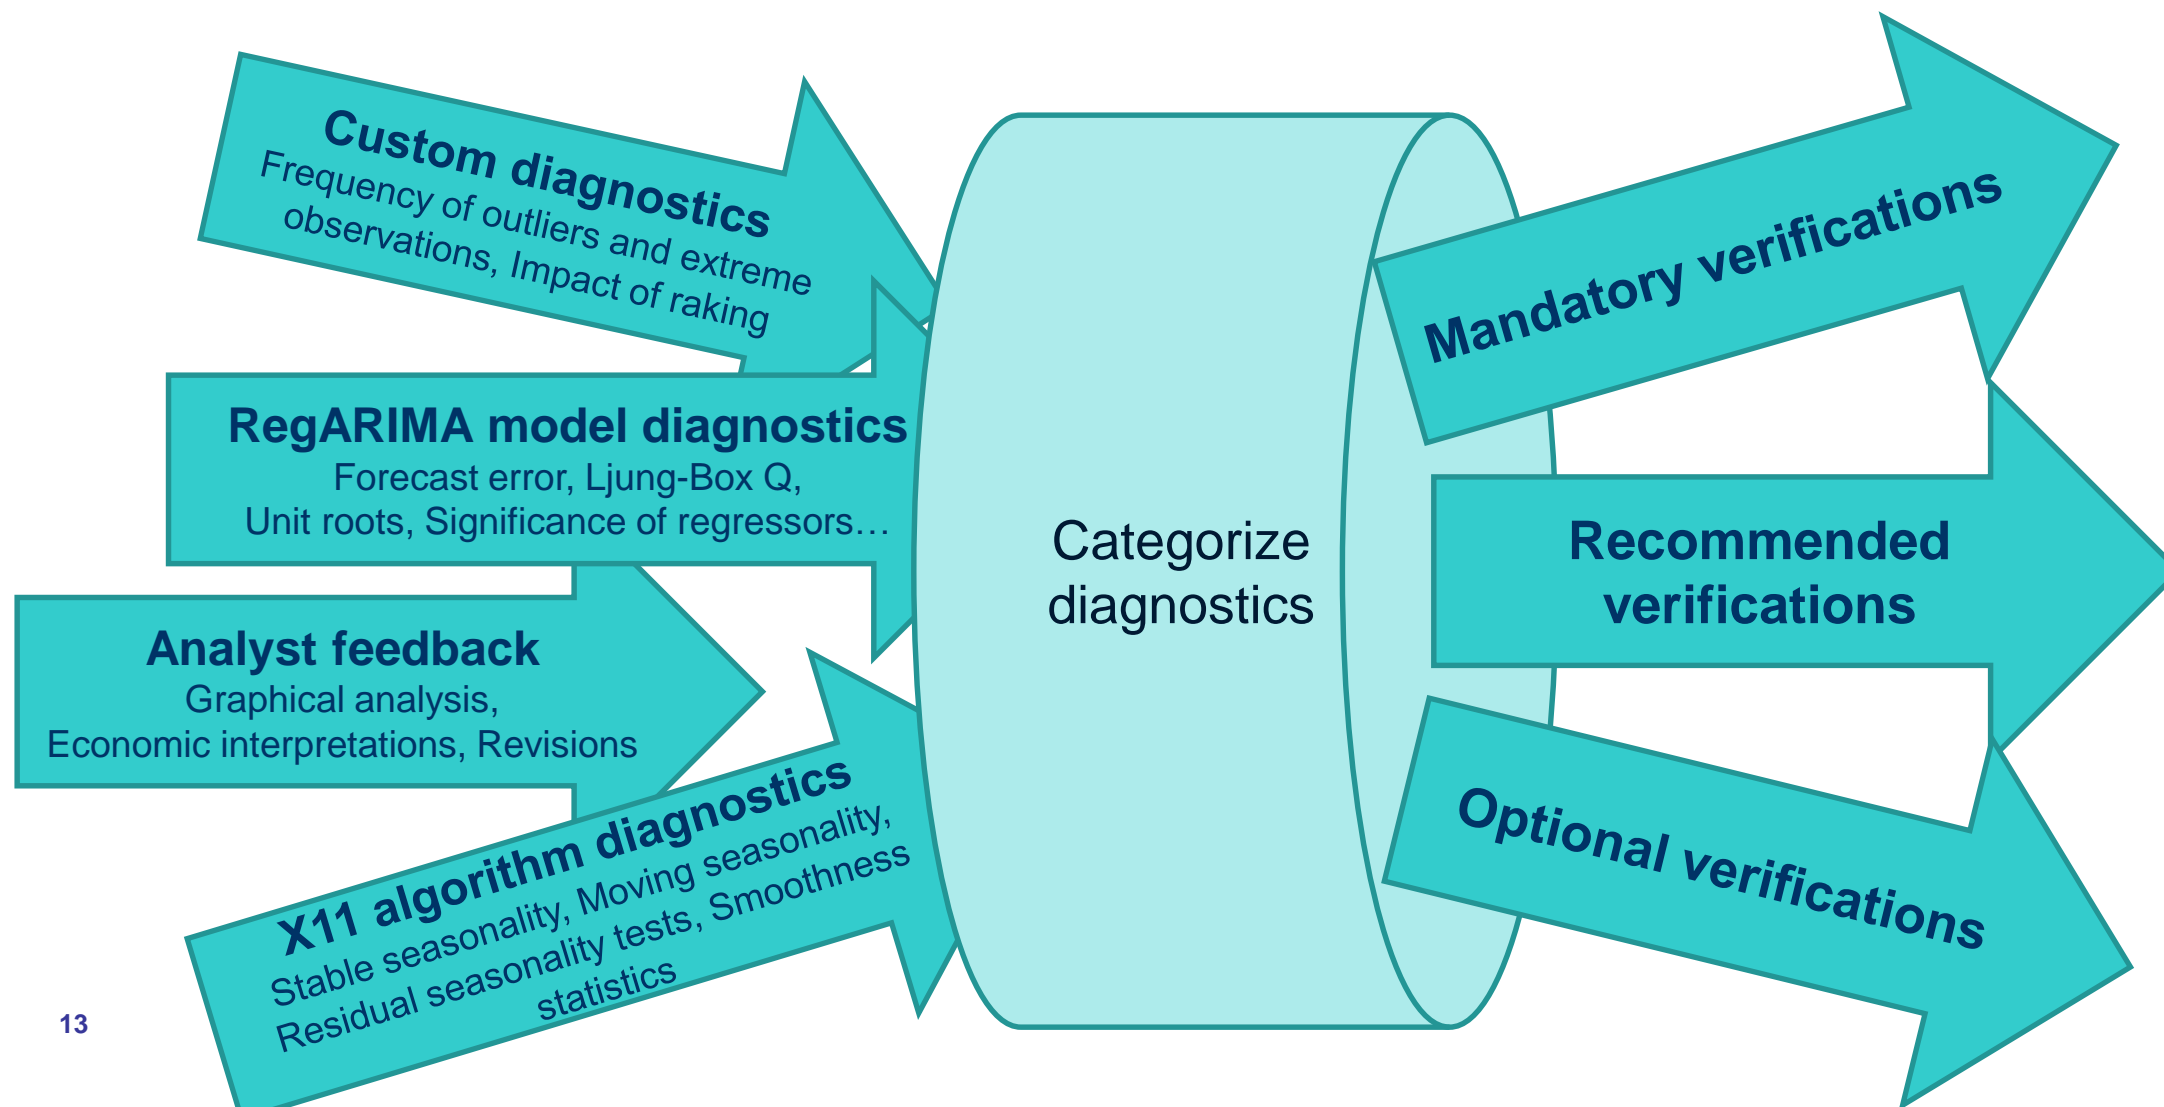 Custom diagnostics
Frequency of outliers and extreme
observations, Impact of raking
RegARIMA model diagnostics
Forecast error, Ljung-Box Q,
Unit roots, Significance of regressors…
Analyst feedback
Graphical analysis,
Economic interpretations, Revisions
X11 algorithm diagnostics
Stable seasonality, Moving seasonality,
Residual seasonality tests, Smoothness
statistics
Categorize
diagnostics
Mandatory verifications
Recommended
verifications
Optional verifications
13